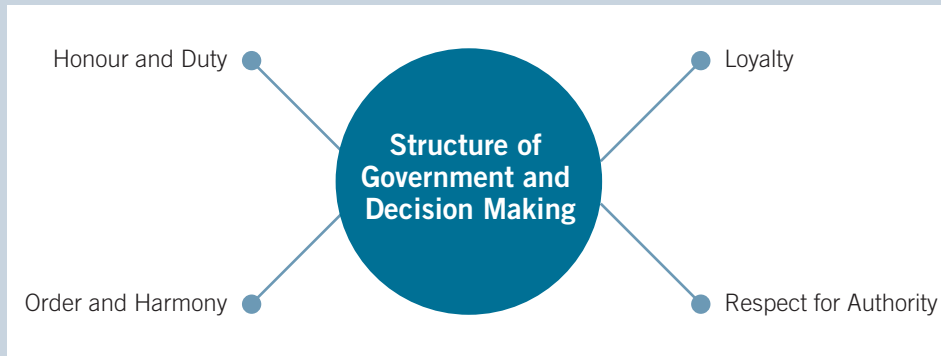 Honour and Duty
Loyalty
Structure of
Government and
Decision Making
Order and Harmony
Respect for Authority